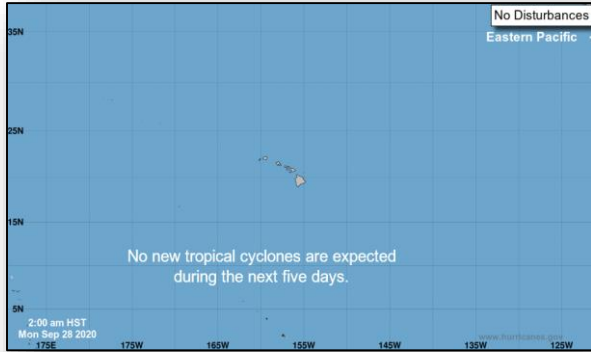 No Disturbances
Eastern Pacific
35N
25N
15N
No new tropical cyclones are expected
during the next five days.
5N
2:00 am HST
Mon Sep 28 2020
www.hurricanes.gov
175E
175W
165W
155W
145W
135W
125W